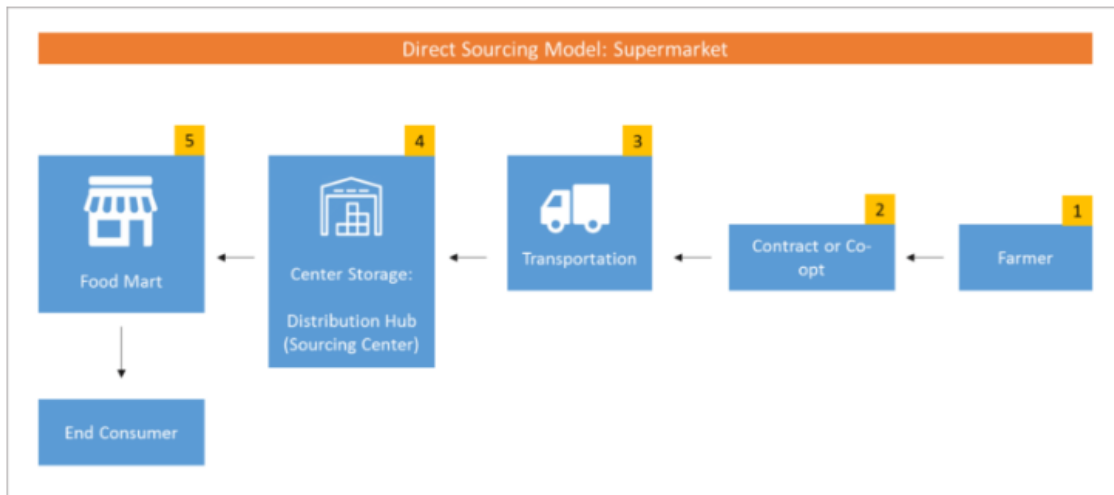 Direct Sourcing Model: Supermarket
5
Food Mart
4
Center Storage:
Distribution Hub
(Sourcing Center)
3
Transportation
2
Contract or Co-
opt
1
Farmer
End Consumer